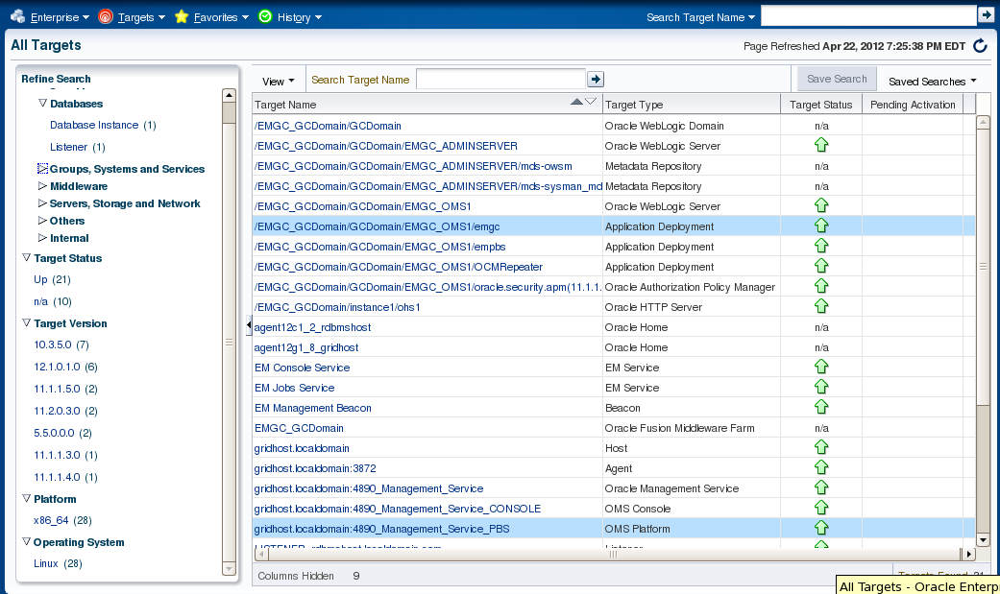 Enterprise Targets Favorites History Search Target Name
All Targets Page Refreshed Apr 22, 2012 7:25:38 PM EDT
Refine Search
Databases
Database Instance (1)
Listener (1)
Groups, Systems and Services
Middleware
Servers, Storage and Network
Others
Internal
Target Status
Up (21)
n/a (10)
Target Version
10.3.5.0 (7)
12.1.0.1.0 (6)
11.1.1.5.0 (2)
11.2.0.3.0 (2)
5.5.0.0.0 (2)
11.1.1.3.0 (1)
11.1.1.4.0 (1)
Platform
x86_64 (28)
Operating System
Linux (28)
View Search Target Name Save Search Saved Searches
Target Name Target Type Target Status Pending Activation
/EMGC_GCDomain/GCDomain Oracle WebLogic Domain n/a
/EMGC_GCDomain/GCDomain/EMGC_ADMINSERVER Oracle WebLogic Server
/EMGC_GCDomain/GCDomain/EMGC_ADMINSERVER/mds-owsm Metadata Repository n/a
/EMGC_GCDomain/GCDomain/EMGC_ADMINSERVER/mds-sysman_md Metadata Repository n/a
/EMGC_GCDomain/GCDomain/EMGC_OMS1 Oracle WebLogic Server
/EMGC_GCDomain/GCDomain/EMGC_OMS1/emgc Application Deployment
/EMGC_GCDomain/GCDomain/EMGC_OMS1/empbs Application Deployment
/EMGC_GCDomain/GCDomain/EMGC_OMS1/OCMRepeater Application Deployment
/EMGC_GCDomain/GCDomain/EMGC_OMS1/oracle.security.apm(11.1.1. Oracle Authorization Policy Manager
/EMGC_GCDomain/instance1/ohs1 Oracle HTTP Server
agent12c1_2_rdbmshost Oracle Home n/a
agent12g1_8_gridhost Oracle Home n/a
EM Console Service EM Service
EM Jobs Service EM Service
EM Management Beacon Beacon
EMGC_GCDomain Oracle Fusion Middleware Farm n/a
gridhost.localdomain Host
gridhost.localdomain:3872 Agent
gridhost.localdomain:4890_Management_Service Oracle Management Service
gridhost.localdomain:4890_Management_Service_CONSOLE OMS Console
gridhost.localdomain:4890_Management_Service_PBS OMS Platform
LISTENER_rdbmshost.localdomain.com Listener
Columns Hidden 9 Targets Found 31
All Targets - Oracle Enterp